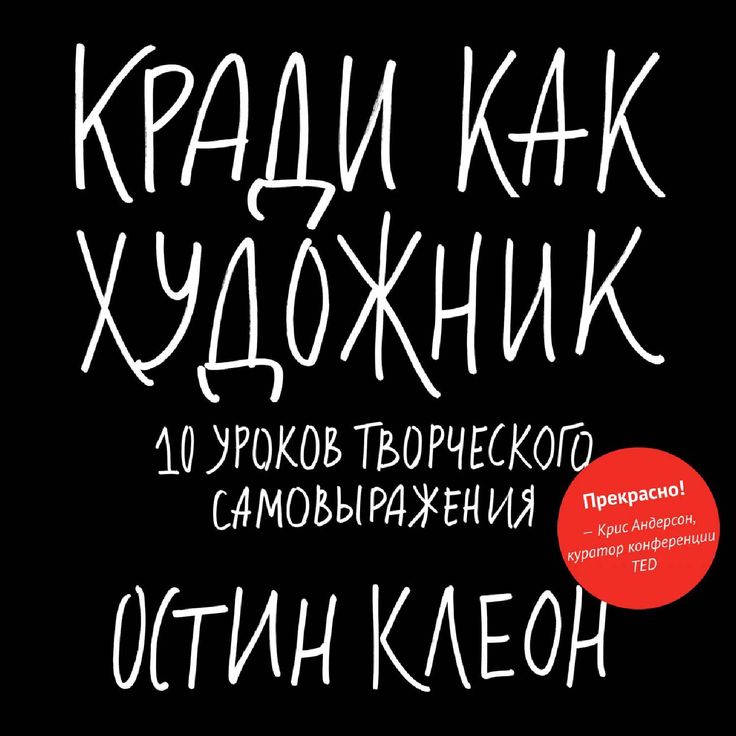 КРАДИ КАК
ХУДОЖНИК
10 УРОКОВ ТВОРЧЕСКОГО
САМОВЫРАЖЕНИЯ
Прекрасно!
– Крис Андерсон,
куратор конференции
TED
ОСТИН КЛЕОН